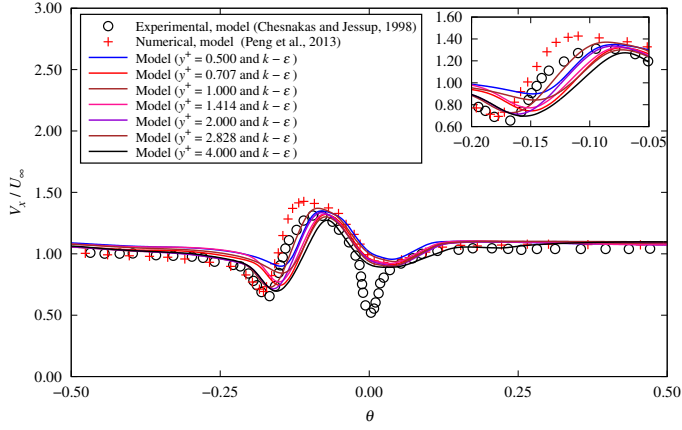 3.00
2.50
2.00
1.50
1.00
0.50
0.00
V_x / U_∞
−0.50
−0.25
0.00
0.25
0.50
θ
Experimental, model (Chesnakas and Jessup, 1998)
Numerical, model (Peng et al., 2013)
Model (y⁺ = 0.500 and k − ε)
Model (y⁺ = 0.707 and k − ε)
Model (y⁺ = 1.000 and k − ε)
Model (y⁺ = 1.414 and k − ε)
Model (y⁺ = 2.000 and k − ε)
Model (y⁺ = 2.828 and k − ε)
Model (y⁺ = 4.000 and k − ε)
1.60
1.40
1.20
1.00
0.80
0.60
−0.20
−0.15
−0.10
−0.05